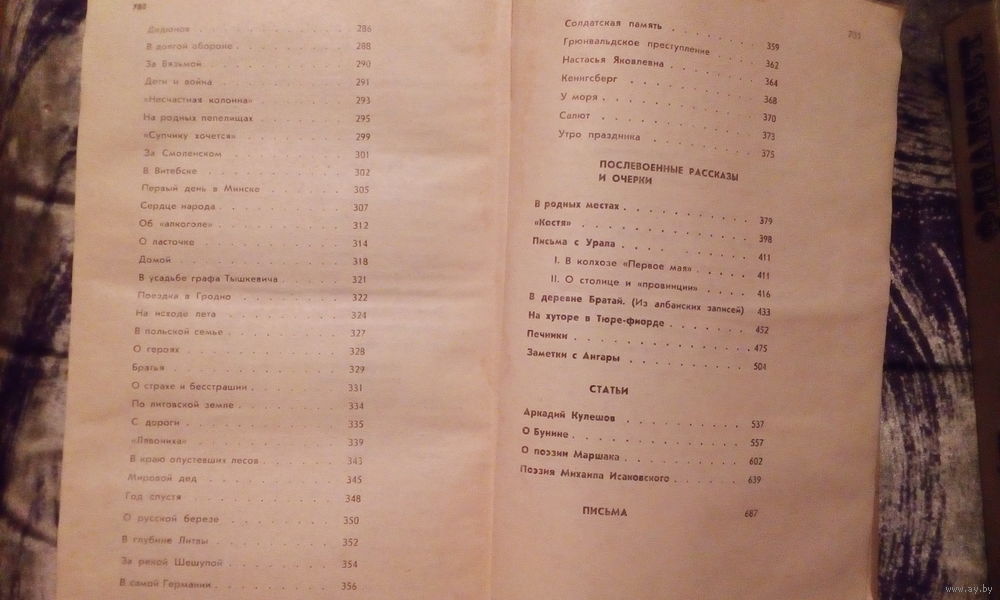 780
Дедюнов 286
В долгой обороне 288
За Вязьмой 290
Дети и война 291
«Несчастная колонна» 293
На родных пепелищах 295
«Супчику хочется» 299
За Смоленском 301
В Витебске 302
Первый день в Минске 305
Сердце народа 307
Об «алкоголе» 312
О ласточке 314
Домой 318
В усадьбе графа Тышкевича 321
Поездка в Гродно 322
На исходе лета 324
В польской семье 327
О героях 328
Братья 329
О страхе и бесстрашии 331
По литовской земле 334
С дороги 335
«Лявониха» 339
В краю опустевших лесов 343
Мировой дед 345
Год спустя 348
О русской березе 350
В глубине Литвы 352
За рекой Шешупой 354
В самой Германии 356
781
Солдатская память 359
Грюнвальдское преступление 362
Настасья Яковлевна 364
Кенигсберг 368
У моря 370
Салют 373
Утро праздника 375
ПОСЛЕВОЕННЫЕ РАССКАЗЫ
И ОЧЕРКИ
В родных местах 379
«Костя» 398
Письма с Урала 411
I. В колхозе «Первое мая» 411
II. О столице и «провинции» 416
В деревне Братай. (Из албанских записей) 433
На хуторе в Тюре-фиорде 452
Печники 475
Заметки с Ангары 504
СТАТЬИ
Аркадий Кулешов 537
О Бунине 557
О поэзии Маршака 602
Поэзия Михаила Исаковского 639
ПИСЬМА 687
www.ay.by